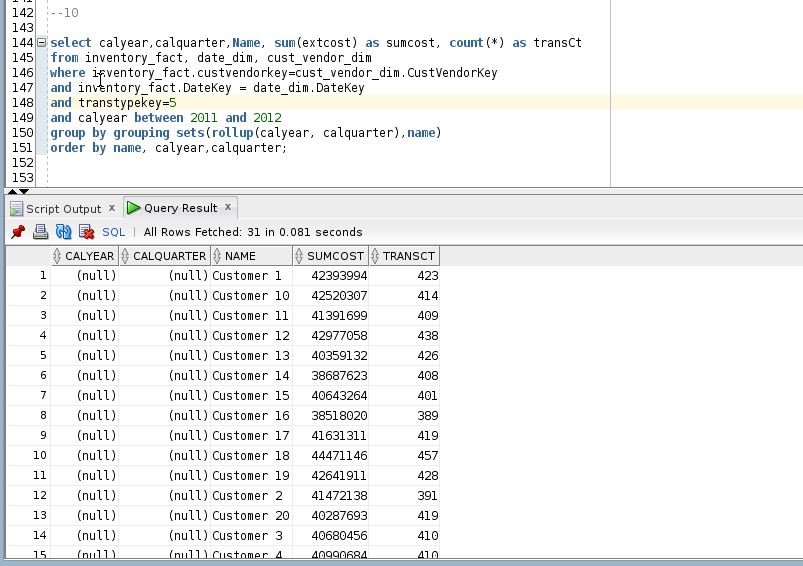 142 --10
143
144 select calyear,calquarter,Name, sum(extcost) as sumcost, count(*) as transCt
145 from inventory_fact, date_dim, cust_vendor_dim
146 where inventory_fact.custvendorkey=cust_vendor_dim.CustVendorKey
147 and inventory_fact.DateKey = date_dim.DateKey
148 and transtypekey=5
149 and calyear between 2011 and 2012
150 group by grouping sets(rollup(calyear, calquarter),name)
151 order by name, calyear,calquarter;
152
153
Script Output x Query Result x
SQL | All Rows Fetched: 31 in 0.081 seconds
CALYEAR CALQUARTER NAME SUMCOST TRANSCT
1 (null) (null) Customer 1 42393994 423
2 (null) (null) Customer 10 42520307 414
3 (null) (null) Customer 11 41391699 409
4 (null) (null) Customer 12 42977058 438
5 (null) (null) Customer 13 40359132 426
6 (null) (null) Customer 14 38687623 408
7 (null) (null) Customer 15 40643264 401
8 (null) (null) Customer 16 38518020 389
9 (null) (null) Customer 17 41631311 419
10 (null) (null) Customer 18 44471146 457
11 (null) (null) Customer 19 42641911 428
12 (null) (null) Customer 2 41472138 391
13 (null) (null) Customer 20 40287693 419
14 (null) (null) Customer 3 40680456 410
15 (null) (null) Customer 4 40990684 410